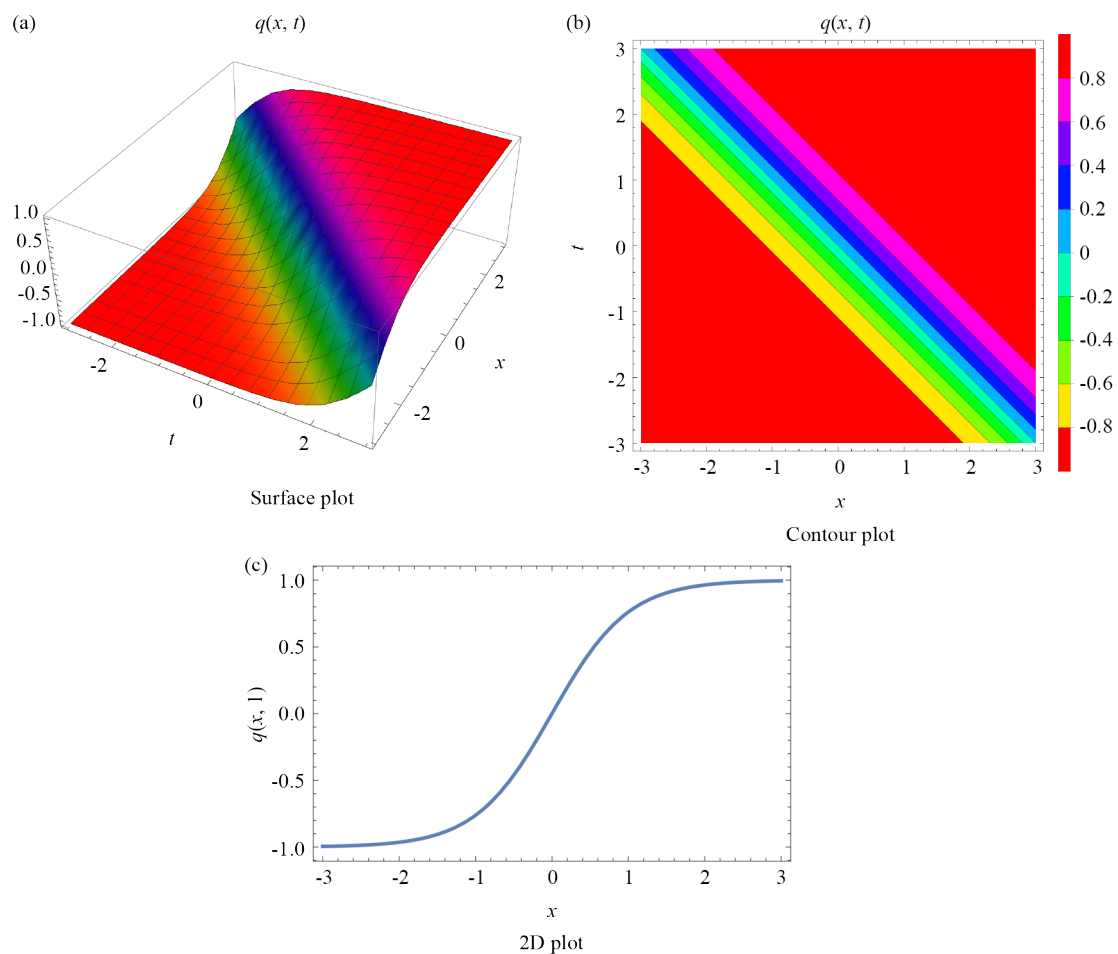 (a)
q(x, t)
1.0
0.5
0.0
-0.5
-1.0
-2
0
2
t
-2
0
2
x
Surface plot
(b)
q(x, t)
3
2
1
0
-1
-2
-3
t
-3 -2 -1 0 1 2 3
x
0.8
0.6
0.4
0.2
0
-0.2
-0.4
-0.6
-0.8
Contour plot
(c)
1.0
0.5
0.0
-0.5
-1.0
q(x, 1)
-3 -2 -1 0 1 2 3
x
2D plot